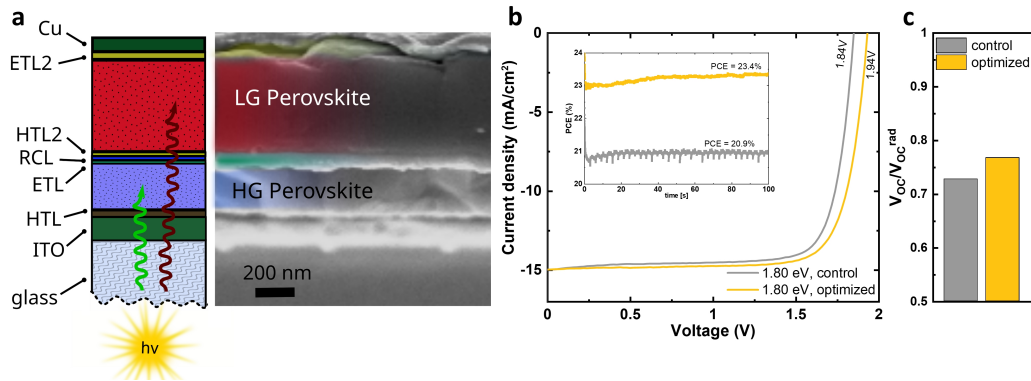 a
Cu
ETL2
HTL2
RCL
ETL
HTL
ITO
glass
hv
LG Perovskite
HG Perovskite
200 nm
b
Current density (mA/cm²)
0
-5
-10
-15
0
0.5
1
1.5
2
Voltage (V)
1.84V
1.94V
1.80 eV, control
1.80 eV, optimized
PCE (%)
24
23
22
21
20
0
20
40
60
80
100
time [s]
PCE = 23.4%
PCE = 20.9%
c
control
optimized
V_OC/V_OC^rad
1
0.9
0.8
0.7
0.6
0.5